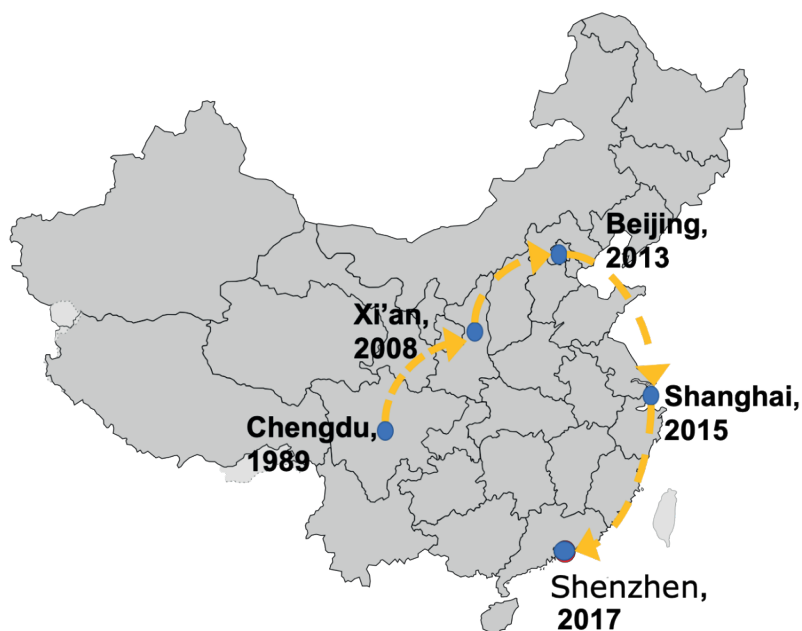 Beijing,
2013
Xi’an,
2008
Shanghai,
2015
Chengdu,
1989
Shenzhen,
2017